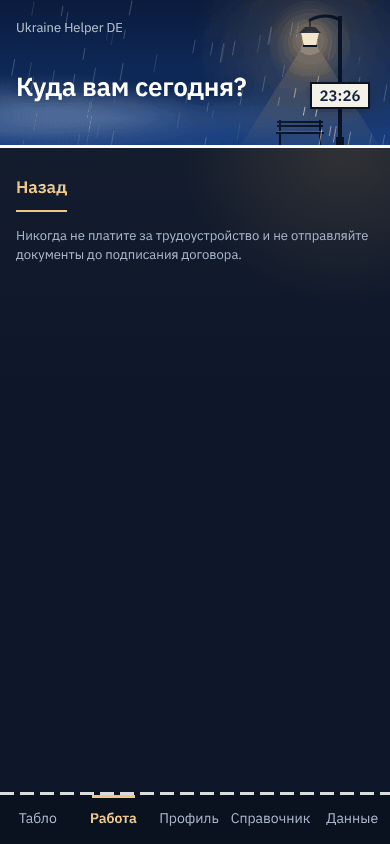 Ukraine Helper DE
Куда вам сегодня?
23:26
Назад
Никогда не платите за трудоустройство и не отправляйте
документы до подписания договора.
Табло Работа Профиль Справочник Данные